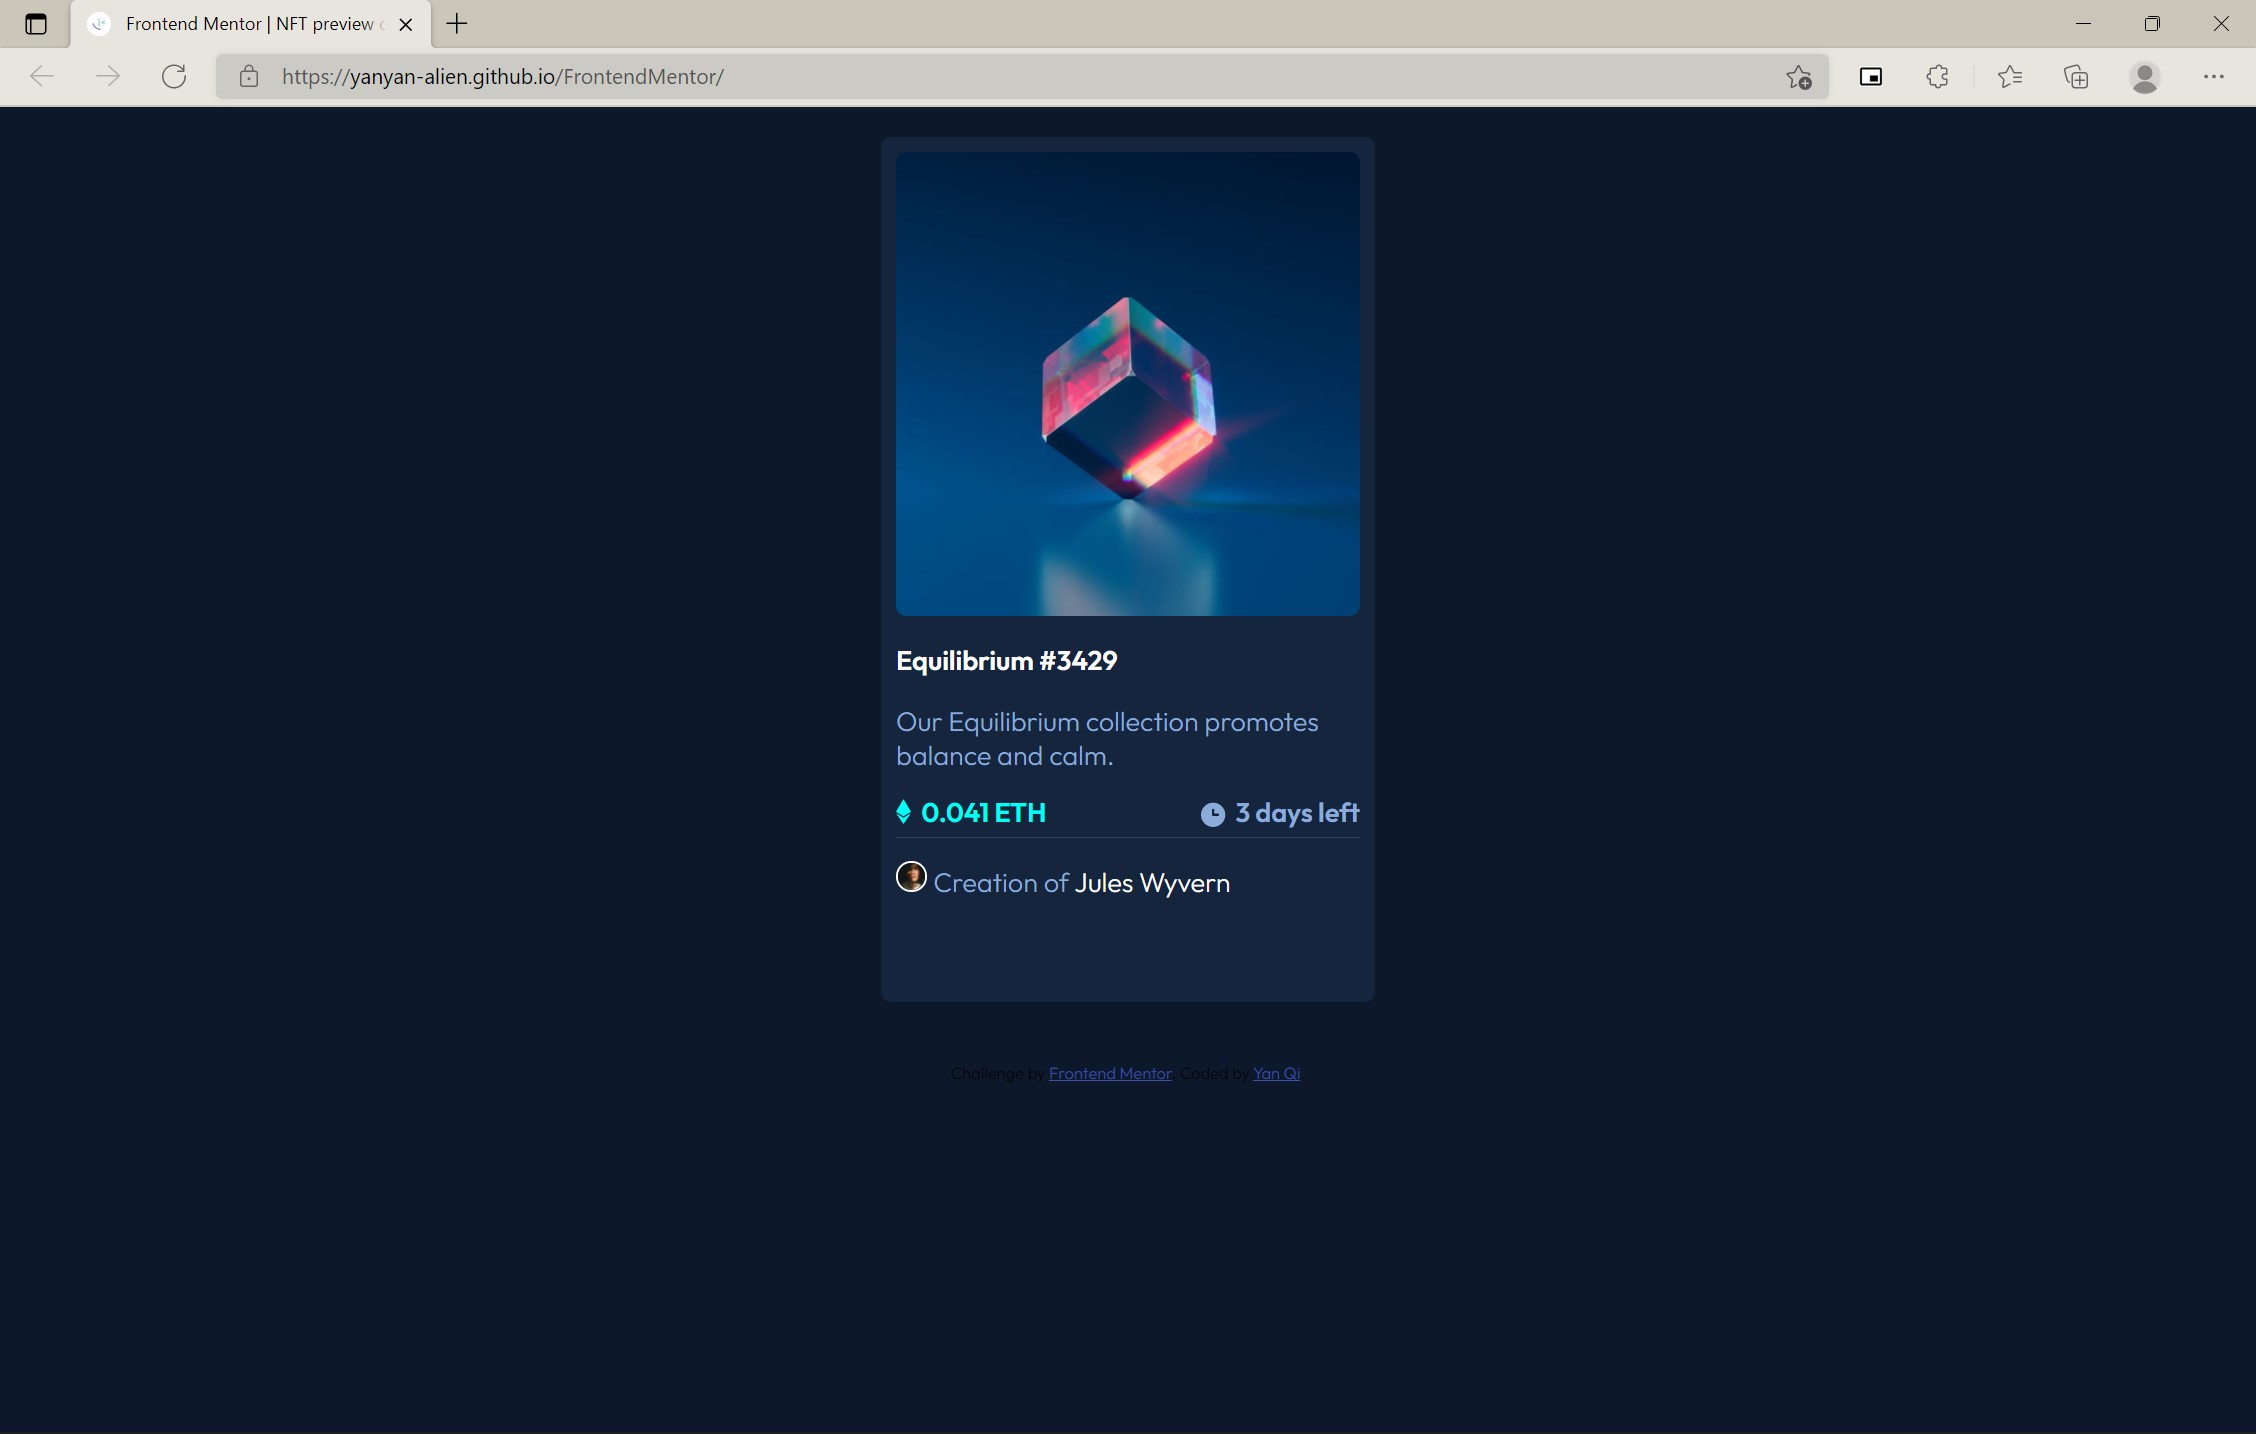 Frontend Mentor | NFT preview
https://yanyan-alien.github.io/FrontendMentor/
Equilibrium #3429
Our Equilibrium collection promotes
balance and calm.
0.041 ETH
3 days left
Creation of Jules Wyvern
Challenge by Frontend Mentor. Coded by Yan Qi.